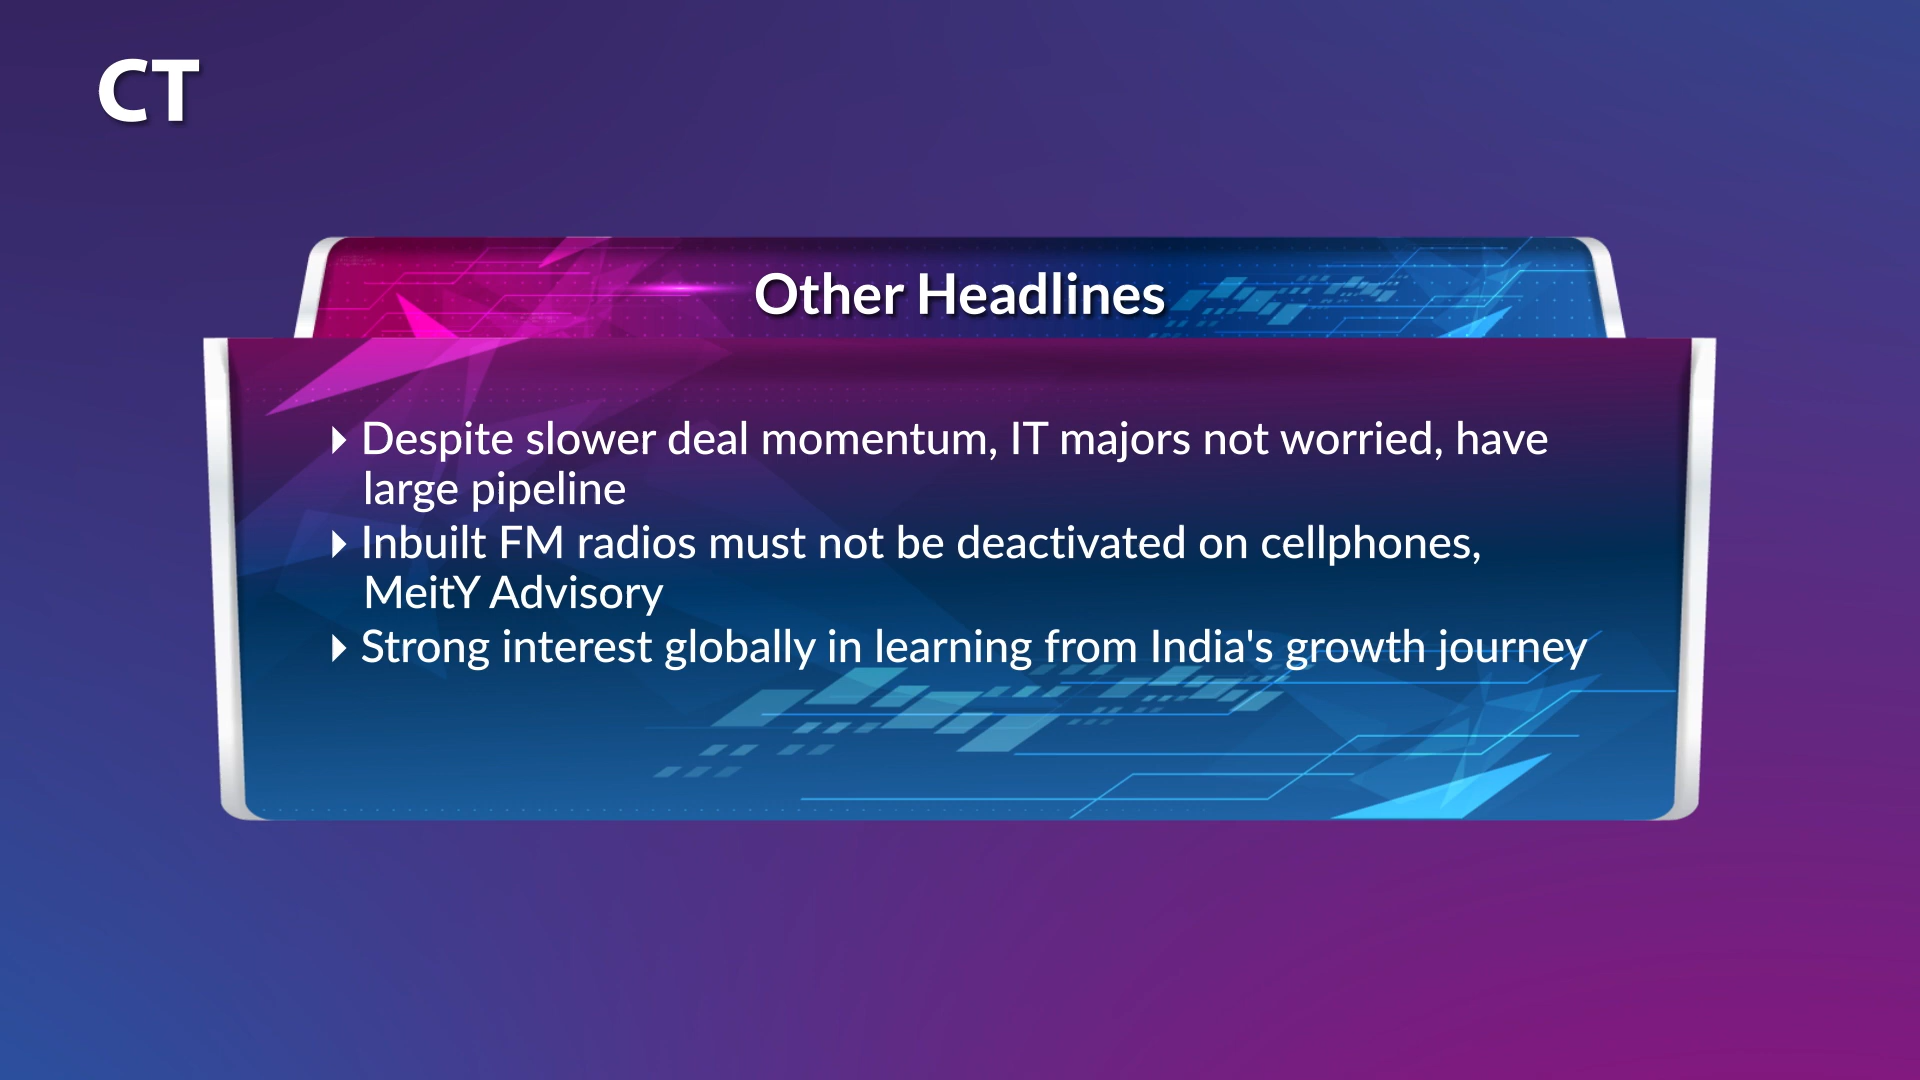 CT
Other Headlines
Despite slower deal momentum, IT majors not worried, have
large pipeline
Inbuilt FM radios must not be deactivated on cellphones,
MeitY Advisory
Strong interest globally in learning from India's growth journey